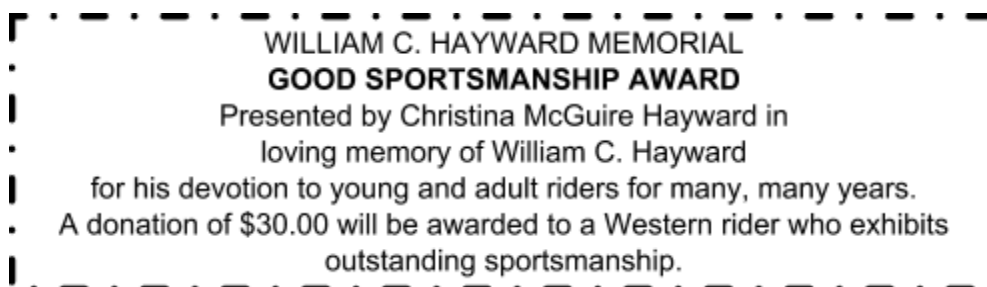 WILLIAM C. HAYWARD MEMORIAL
GOOD SPORTSMANSHIP AWARD
Presented by Christina McGuire Hayward in
loving memory of William C. Hayward
for his devotion to young and adult riders for many, many years.
A donation of $30.00 will be awarded to a Western rider who exhibits
outstanding sportsmanship.